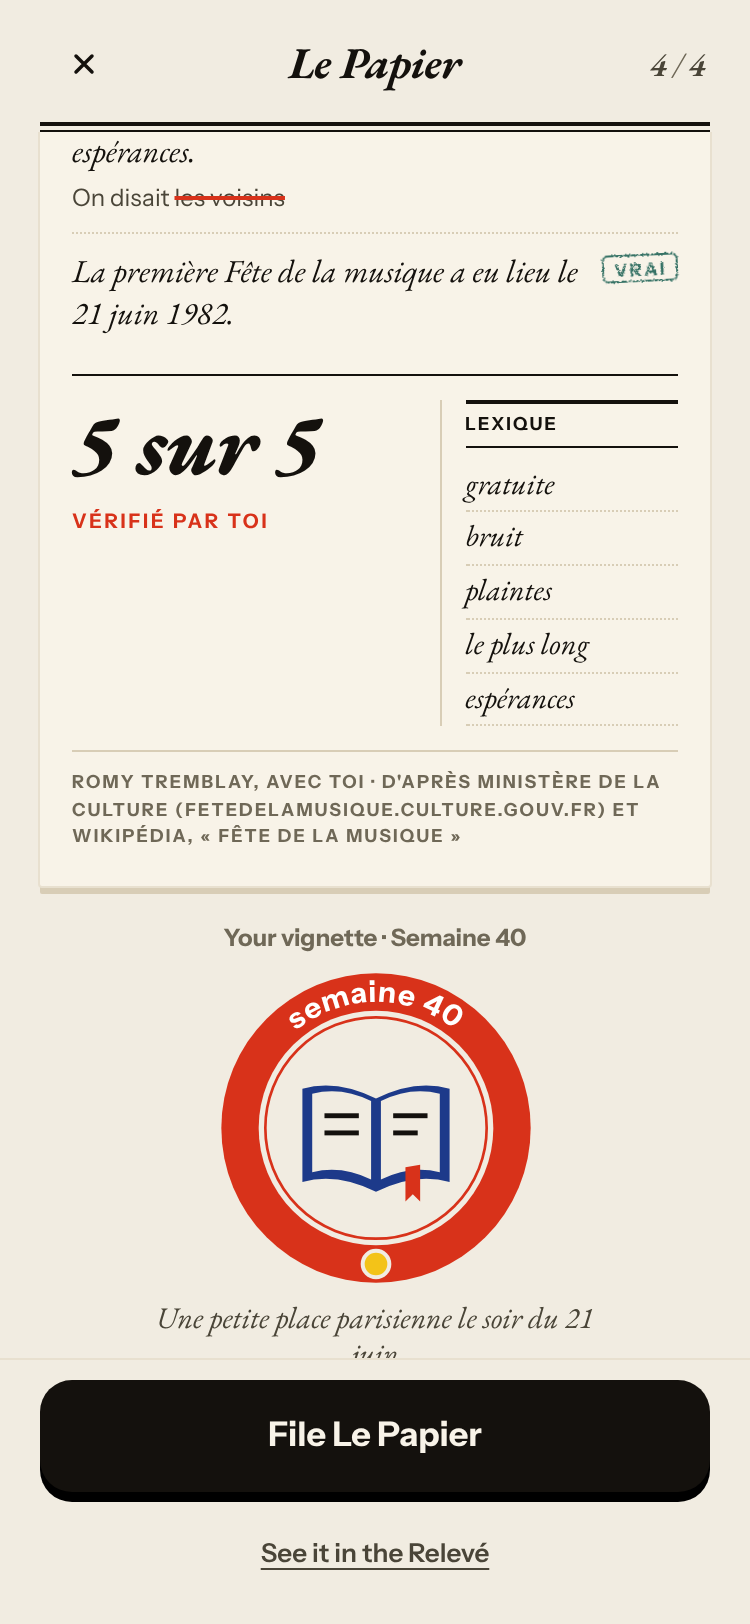 Le Papier
4 / 4
espérances.
On disait les voisins
La première Fête de la musique a eu lieu le
21 juin 1982.
VRAI
5 sur 5
VÉRIFIÉ PAR TOI
LEXIQUE
gratuite
bruit
plaintes
le plus long
espérances
ROMY TREMBLAY, AVEC TOI · D'APRÈS MINISTÈRE DE LA
CULTURE (FETEDELAMUSIQUE.CULTURE.GOUV.FR) ET
WIKIPÉDIA, « FÊTE DE LA MUSIQUE »
Your vignette · Semaine 40
semaine 40
Une petite place parisienne le soir du 21
juin
File Le Papier
See it in the Relevé